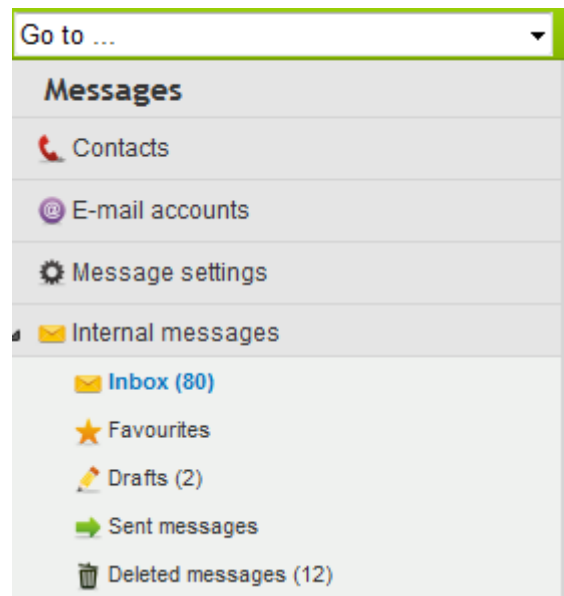 Go to ...
Messages
Contacts
E-mail accounts
Message settings
Internal messages
Inbox (80)
Favourites
Drafts (2)
Sent messages
Deleted messages (12)